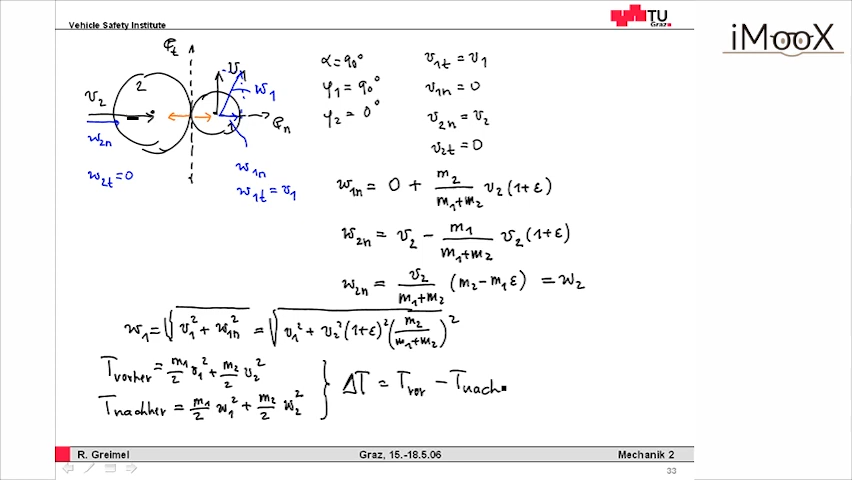 Vehicle Safety Institute
TU
Graz
iMooX
φt
2
v2
v1
w1
1
φn
w2n
w2t = 0
w1n
w1t = v1
α = 90°
φ1 = 90°
φ2 = 0°
v1t = v1
v1n = 0
v2n = v2
v2t = 0
w1n = 0 + m2/(m1+m2) v2 (1+ε)
w2n = v2 − m1/(m1+m2) v2 (1+ε)
w2n = v2/(m1+m2) (m2 − m1 ε) = w2
w1 = √(v1² + w1n²) = √(v1² + v2² (1+ε)² (m2/(m1+m2))²)
Tvorher = m1/2 v1² + m2/2 v2²
Tnachher = m1/2 w1² + m2/2 w2²
} ΔT = Tvor − Tnach
R. Greimel
Graz, 15.-18.5.06
Mechanik 2
33